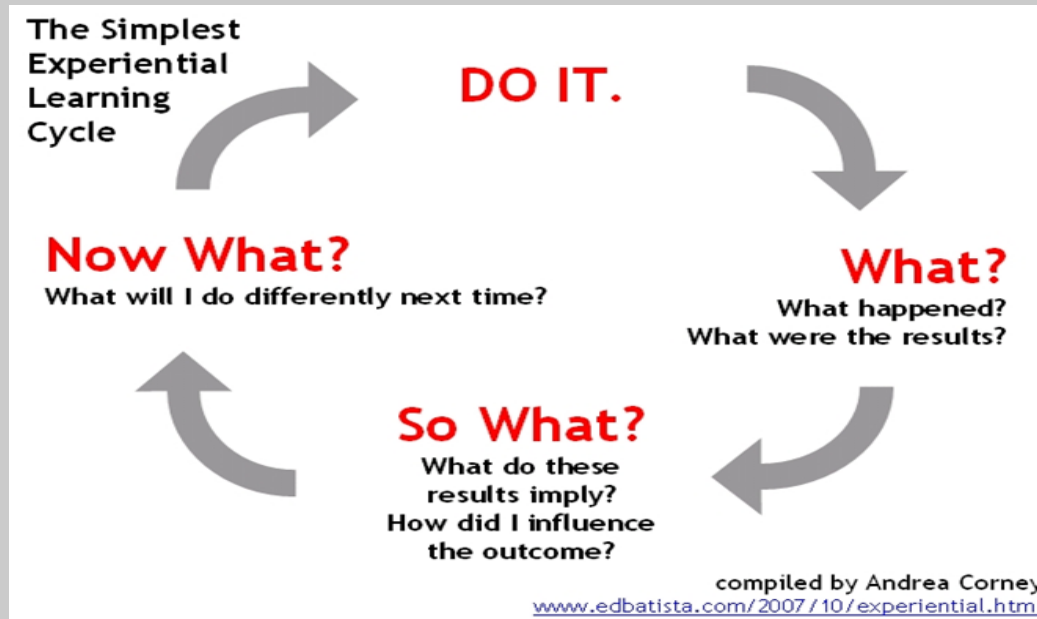 The Simplest
Experiential
Learning
Cycle
DO IT.
What?
What happened?
What were the results?
So What?
What do these
results imply?
How did I influence
the outcome?
Now What?
What will I do differently next time?
compiled by Andrea Corney
www.edbatista.com/2007/10/experiential.htm